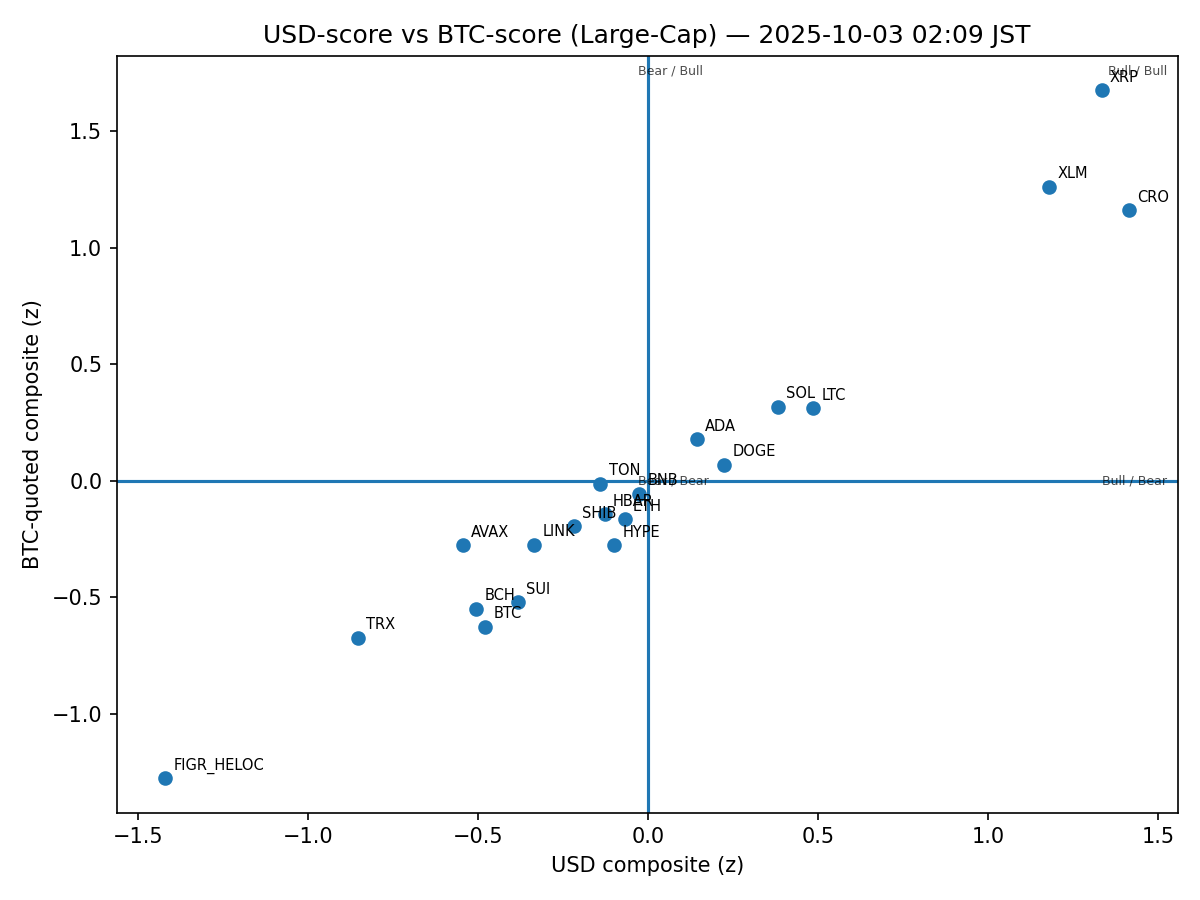 USD-score vs BTC-score (Large-Cap) — 2025-10-03 02:09 JST
Bear / Bull
Bull / Bull
XRP
XLM
CRO
SOL
LTC
ADA
DOGE
TON
BNB
Bear / Bear
Bull / Bear
HBAR
ETH
SHIB
AVAX
LINK
HYPE
SUI
BCH
BTC
TRX
FIGR_HELOC
1.5
1.0
0.5
0.0
−0.5
−1.0
BTC-quoted composite (z)
−1.5
−1.0
−0.5
0.0
0.5
1.0
1.5
USD composite (z)